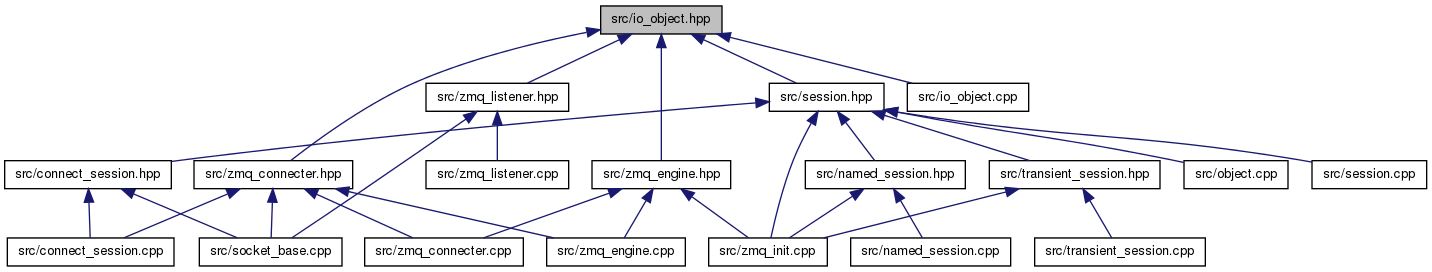 src/io_object.hpp
src/zmq_listener.hpp
src/session.hpp
src/io_object.cpp
src/connect_session.hpp
src/zmq_connecter.hpp
src/zmq_listener.cpp
src/zmq_engine.hpp
src/named_session.hpp
src/transient_session.hpp
src/object.cpp
src/session.cpp
src/connect_session.cpp
src/socket_base.cpp
src/zmq_connecter.cpp
src/zmq_engine.cpp
src/zmq_init.cpp
src/named_session.cpp
src/transient_session.cpp